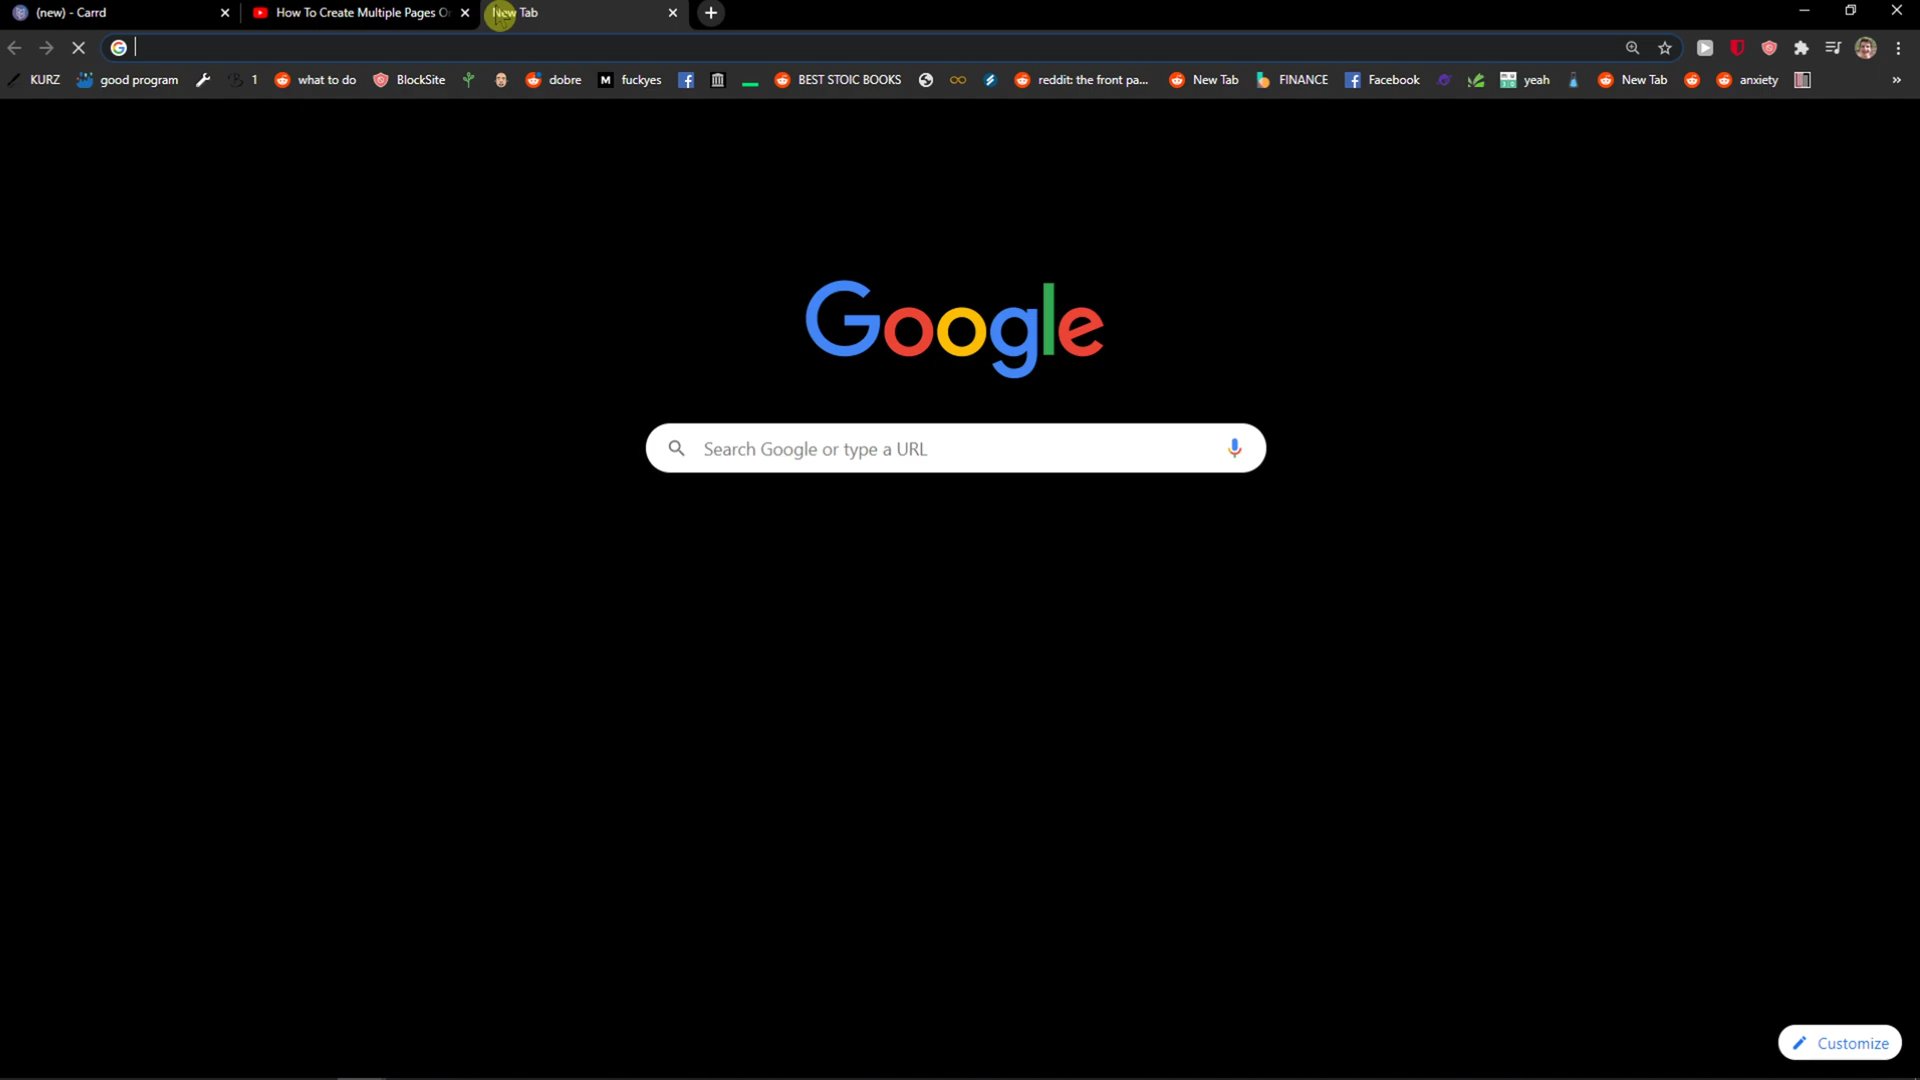 (new) - Carrd
How To Create Multiple Pages O
New Tab
KURZ
good program
1
what to do
BlockSite
dobre
fuckyes
BEST STOIC BOOKS
reddit: the front pa...
New Tab
FINANCE
Facebook
yeah
New Tab
anxiety
»
Google
Search Google or type a URL
Customize